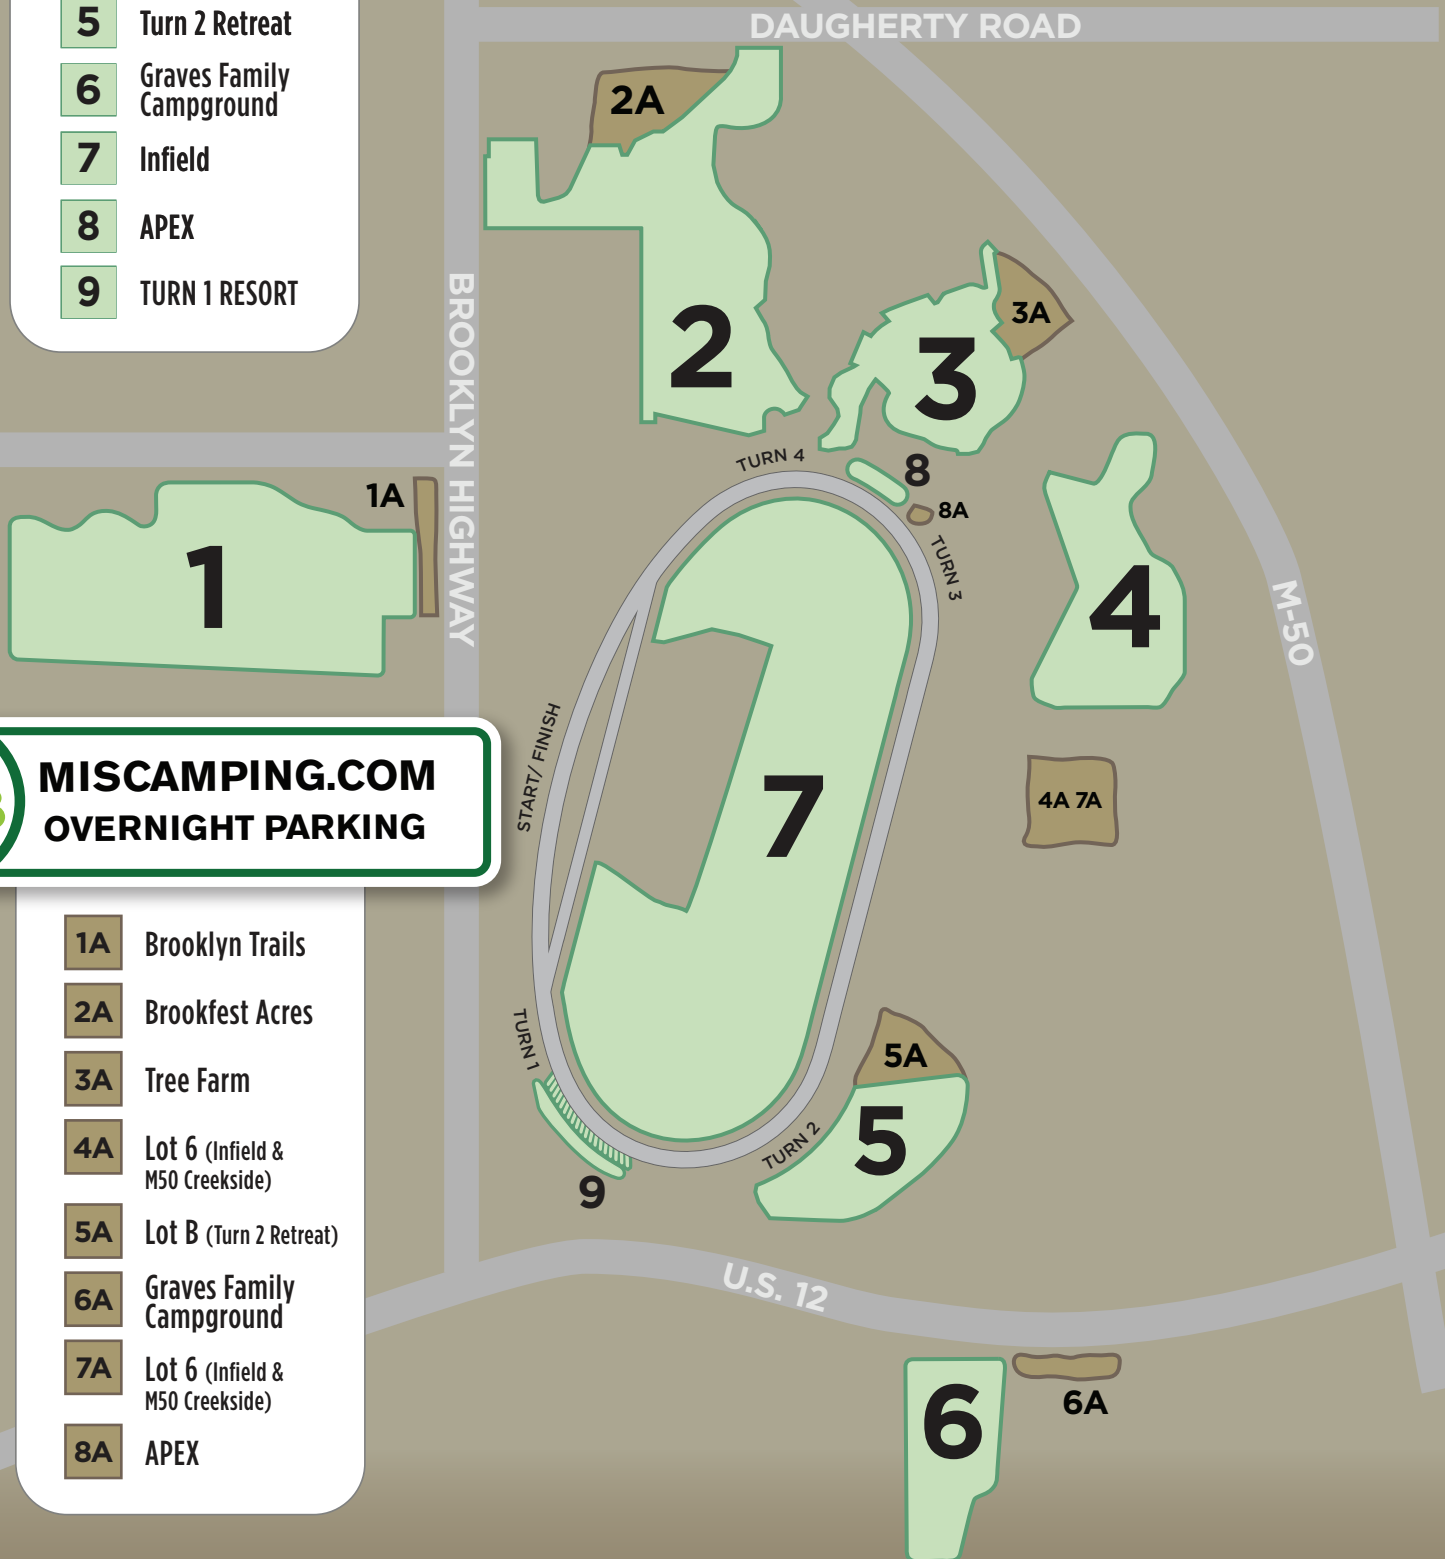 5 Turn 2 Retreat
6 Graves Family
Campground
7 Infield
8 APEX
9 TURN 1 RESORT
MISCAMPING.COM
OVERNIGHT PARKING
1A Brooklyn Trails
2A Brookfest Acres
3A Tree Farm
4A Lot 6 (Infield &
M50 Creekside)
5A Lot B (Turn 2 Retreat)
6A Graves Family
Campground
7A Lot 6 (Infield &
M50 Creekside)
8A APEX
DAUGHERTY ROAD
2A
BROOKLYN HIGHWAY
2
3A
3
TURN 4
8
8A
TURN 3
1A
1
4
M-50
START/ FINISH
7
4A 7A
TURN 1
5A
5
TURN 2
9
U.S. 12
6
6A